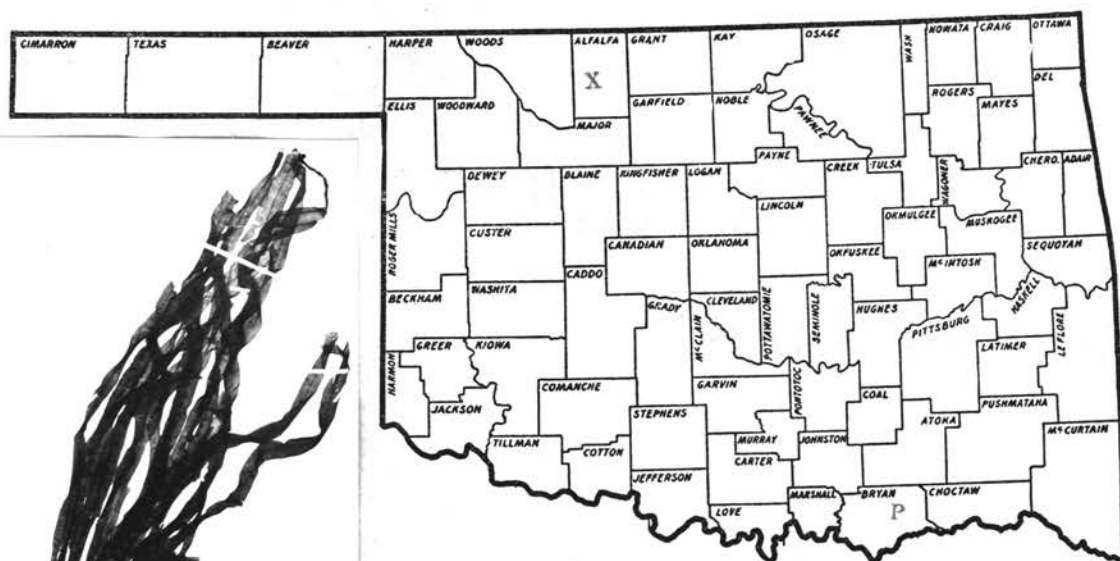 CIMARRON TEXAS BEAVER HARPER WOODS ALFALFA GRANT KAY OSAGE WASH NOWATA CRAIG OTTAWA
X
ELLIS WOODWARD MAJOR GARFIELD NOBLE PAWNEE ROGERS MAYES DEL
DEWEY BLAINE KINGFISHER LOGAN PAYNE CREEK TULSA WAGONER CHERO. ADAIR
ROGER MILLS CUSTER CANADIAN OKLAHOMA LINCOLN OKFUSKEE OKMULGEE MUSKOGEE SEQUOYAH
BECKHAM WASHITA CADDO GRADY CLEVELAND POTTAWATOMIE SEMINOLE HUGHES McINTOSH HASKELL
HARMON GREER KIOWA McCLAIN PITTSBURG LATIMER LE FLORE
JACKSON COMANCHE GARVIN PONTOTOC COAL PUSHMATAHA
TILLMAN COTTON STEPHENS MURRAY JOHNSTON ATOKA McCURTAIN
JEFFERSON CARTER MARSHALL BRYAN CHOCTAW
LOVE P